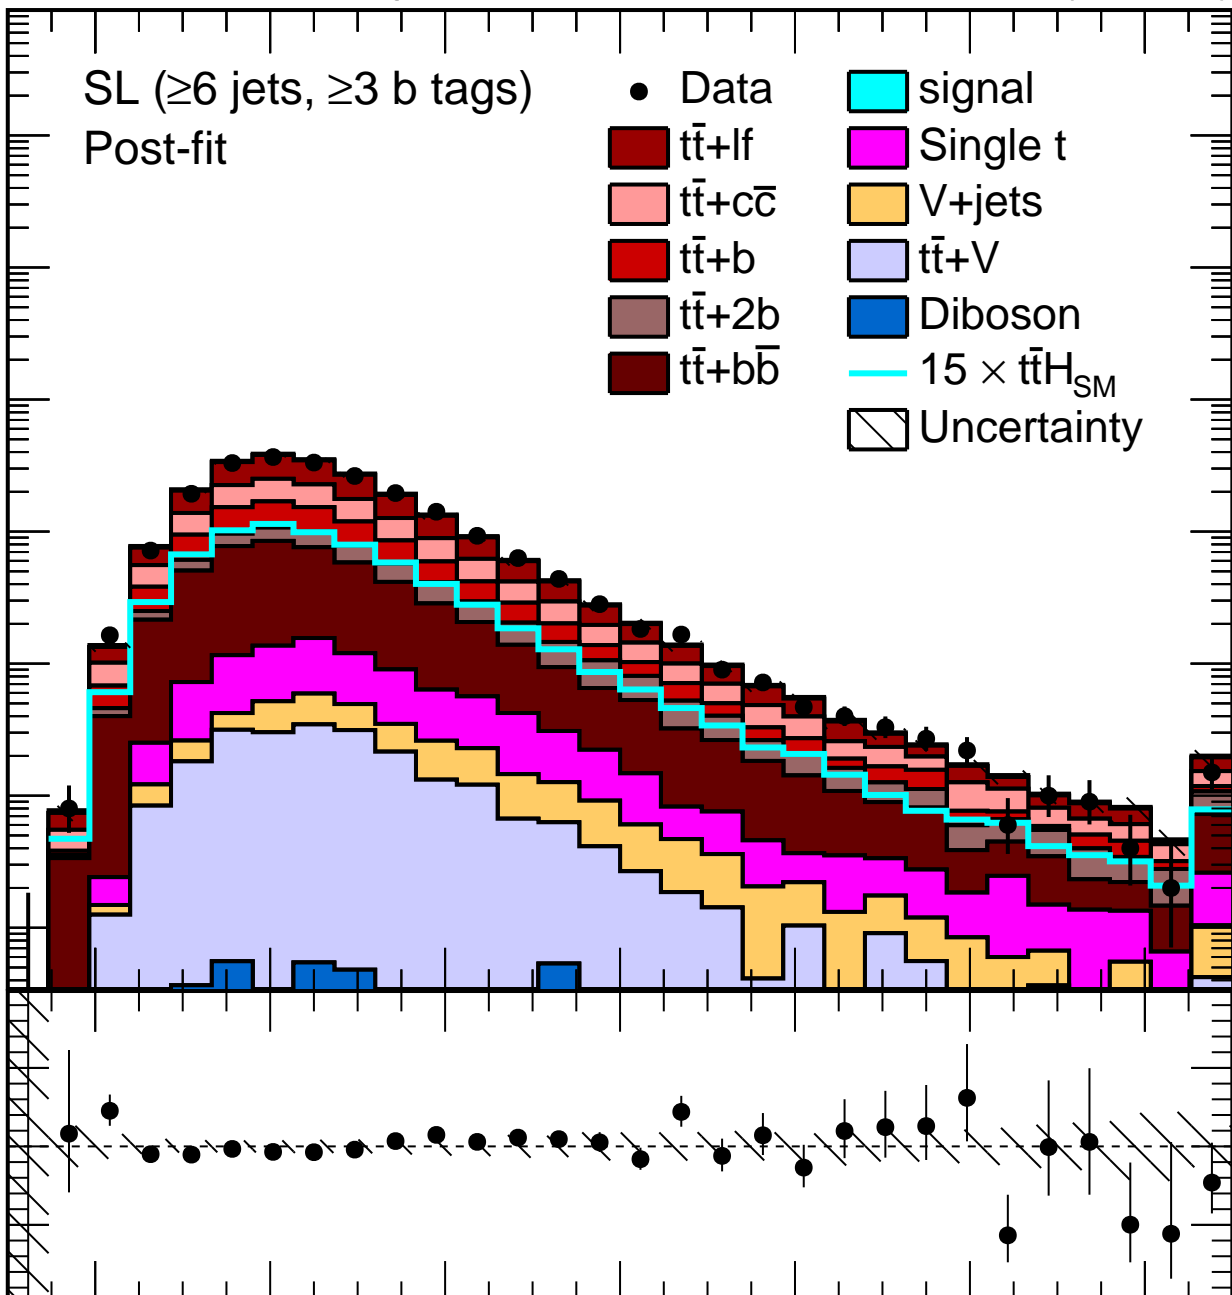 SL (≥6 jets, ≥3 b tags)
Post-fit
Data
signal
tt̄+lf
Single t
tt̄+cc̄
V+jets
tt̄+b
tt̄+V
tt̄+2b
Diboson
tt̄+bb̄
15 × tt̄H_SM
Uncertainty